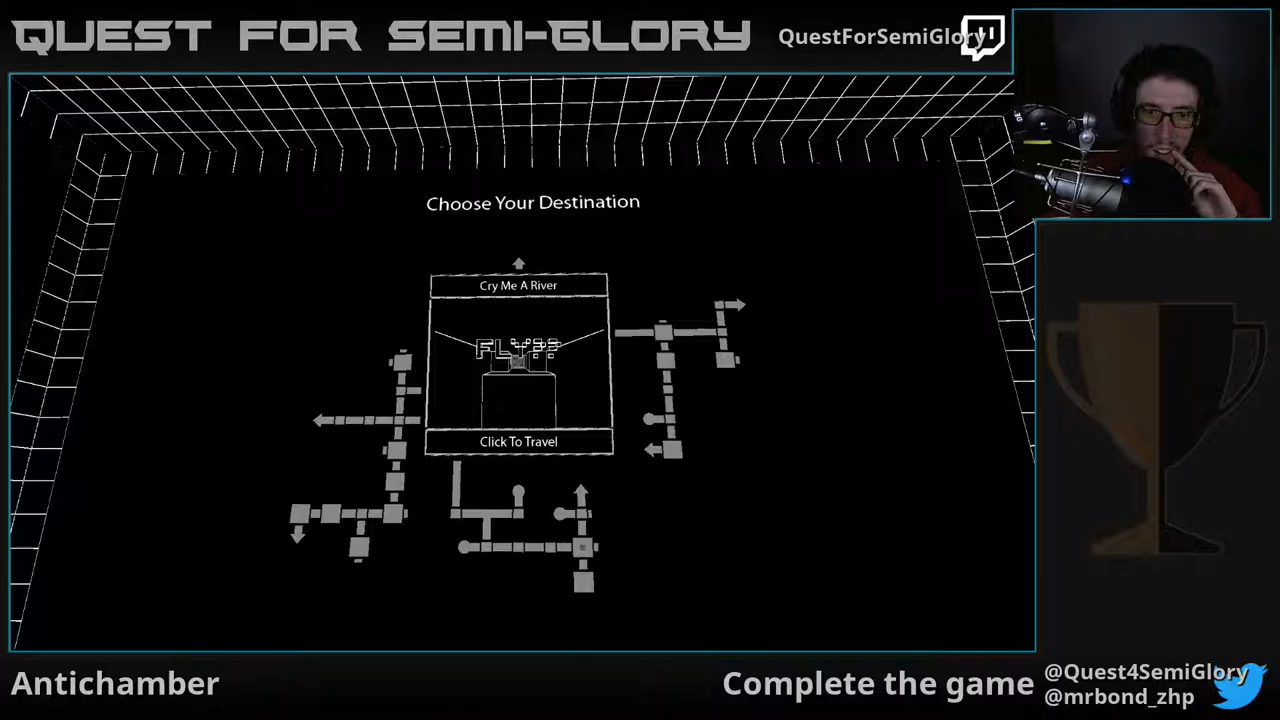 QUEST FOR SEMI-GLORY
QuestForSemiGlory
Choose Your Destination
Cry Me A River
Click To Travel
Antichamber
Complete the game
@Quest4SemiGlory
@mrbond_zhp